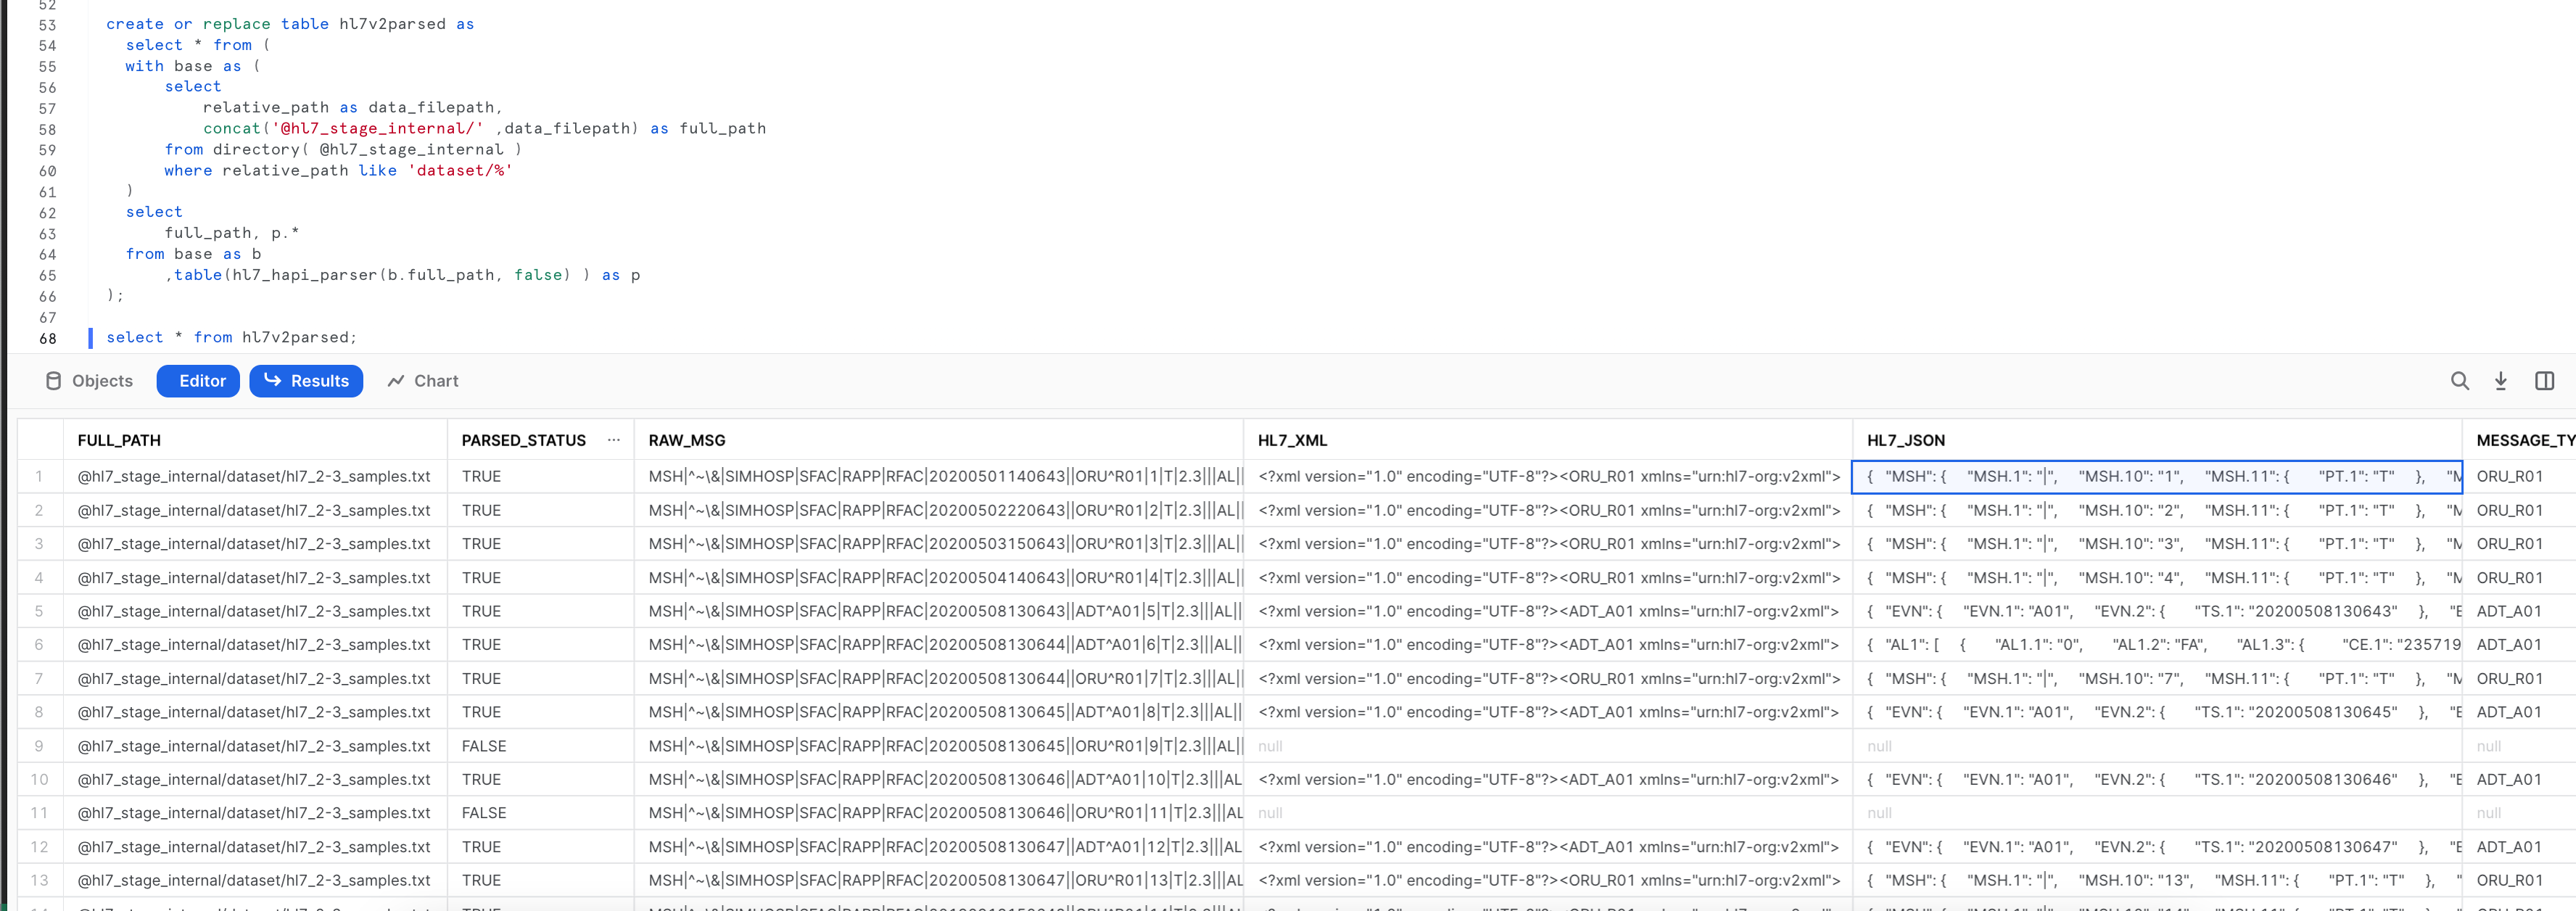 52
53 create or replace table hl7v2parsed as
54 select * from (
55 with base as (
56 select
57 relative_path as data_filepath,
58 concat('@hl7_stage_internal/' ,data_filepath) as full_path
59 from directory( @hl7_stage_internal )
60 where relative_path like 'dataset/%'
61 )
62 select
63 full_path, p.*
64 from base as b
65 ,table(hl7_hapi_parser(b.full_path, false) ) as p
66 );
67
68 select * from hl7v2parsed;
Objects Editor Results Chart
FULL_PATH PARSED_STATUS ... RAW_MSG HL7_XML HL7_JSON MESSAGE_TY
1 @hl7_stage_internal/dataset/hl7_2-3_samples.txt TRUE MSH|^~\&|SIMHOSP|SFAC|RAPP|RFAC|20200501140643||ORU^R01|1|T|2.3|||AL|| <?xml version="1.0" encoding="UTF-8"?><ORU_R01 xmlns="urn:hl7-org:v2xml"> { "MSH": { "MSH.1": "|", "MSH.10": "1", "MSH.11": { "PT.1": "T" }, "M ORU_R01
2 @hl7_stage_internal/dataset/hl7_2-3_samples.txt TRUE MSH|^~\&|SIMHOSP|SFAC|RAPP|RFAC|20200502220643||ORU^R01|2|T|2.3|||AL|| <?xml version="1.0" encoding="UTF-8"?><ORU_R01 xmlns="urn:hl7-org:v2xml"> { "MSH": { "MSH.1": "|", "MSH.10": "2", "MSH.11": { "PT.1": "T" }, "M ORU_R01
3 @hl7_stage_internal/dataset/hl7_2-3_samples.txt TRUE MSH|^~\&|SIMHOSP|SFAC|RAPP|RFAC|20200503150643||ORU^R01|3|T|2.3|||AL|| <?xml version="1.0" encoding="UTF-8"?><ORU_R01 xmlns="urn:hl7-org:v2xml"> { "MSH": { "MSH.1": "|", "MSH.10": "3", "MSH.11": { "PT.1": "T" }, "M ORU_R01
4 @hl7_stage_internal/dataset/hl7_2-3_samples.txt TRUE MSH|^~\&|SIMHOSP|SFAC|RAPP|RFAC|20200504140643||ORU^R01|4|T|2.3|||AL|| <?xml version="1.0" encoding="UTF-8"?><ORU_R01 xmlns="urn:hl7-org:v2xml"> { "MSH": { "MSH.1": "|", "MSH.10": "4", "MSH.11": { "PT.1": "T" }, "M ORU_R01
5 @hl7_stage_internal/dataset/hl7_2-3_samples.txt TRUE MSH|^~\&|SIMHOSP|SFAC|RAPP|RFAC|20200508130643||ADT^A01|5|T|2.3|||AL|| <?xml version="1.0" encoding="UTF-8"?><ADT_A01 xmlns="urn:hl7-org:v2xml"> { "EVN": { "EVN.1": "A01", "EVN.2": { "TS.1": "20200508130643" }, "E ADT_A01
6 @hl7_stage_internal/dataset/hl7_2-3_samples.txt TRUE MSH|^~\&|SIMHOSP|SFAC|RAPP|RFAC|20200508130644||ADT^A01|6|T|2.3|||AL|| <?xml version="1.0" encoding="UTF-8"?><ADT_A01 xmlns="urn:hl7-org:v2xml"> { "AL1": [ { "AL1.1": "0", "AL1.2": "FA", "AL1.3": { "CE.1": "235719 ADT_A01
7 @hl7_stage_internal/dataset/hl7_2-3_samples.txt TRUE MSH|^~\&|SIMHOSP|SFAC|RAPP|RFAC|20200508130644||ORU^R01|7|T|2.3|||AL|| <?xml version="1.0" encoding="UTF-8"?><ORU_R01 xmlns="urn:hl7-org:v2xml"> { "MSH": { "MSH.1": "|", "MSH.10": "7", "MSH.11": { "PT.1": "T" }, "M ORU_R01
8 @hl7_stage_internal/dataset/hl7_2-3_samples.txt TRUE MSH|^~\&|SIMHOSP|SFAC|RAPP|RFAC|20200508130645||ADT^A01|8|T|2.3|||AL|| <?xml version="1.0" encoding="UTF-8"?><ADT_A01 xmlns="urn:hl7-org:v2xml"> { "EVN": { "EVN.1": "A01", "EVN.2": { "TS.1": "20200508130645" }, "E ADT_A01
9 @hl7_stage_internal/dataset/hl7_2-3_samples.txt FALSE MSH|^~\&|SIMHOSP|SFAC|RAPP|RFAC|20200508130645||ORU^R01|9|T|2.3|||AL|| null null null
10 @hl7_stage_internal/dataset/hl7_2-3_samples.txt TRUE MSH|^~\&|SIMHOSP|SFAC|RAPP|RFAC|20200508130646||ADT^A01|10|T|2.3|||AL <?xml version="1.0" encoding="UTF-8"?><ADT_A01 xmlns="urn:hl7-org:v2xml"> { "EVN": { "EVN.1": "A01", "EVN.2": { "TS.1": "20200508130646" }, "E ADT_A01
11 @hl7_stage_internal/dataset/hl7_2-3_samples.txt FALSE MSH|^~\&|SIMHOSP|SFAC|RAPP|RFAC|20200508130646||ORU^R01|11|T|2.3|||AL null null null
12 @hl7_stage_internal/dataset/hl7_2-3_samples.txt TRUE MSH|^~\&|SIMHOSP|SFAC|RAPP|RFAC|20200508130647||ADT^A01|12|T|2.3|||AL <?xml version="1.0" encoding="UTF-8"?><ADT_A01 xmlns="urn:hl7-org:v2xml"> { "EVN": { "EVN.1": "A01", "EVN.2": { "TS.1": "20200508130647" }, "E ADT_A01
13 @hl7_stage_internal/dataset/hl7_2-3_samples.txt TRUE MSH|^~\&|SIMHOSP|SFAC|RAPP|RFAC|20200508130647||ORU^R01|13|T|2.3|||AL <?xml version="1.0" encoding="UTF-8"?><ORU_R01 xmlns="urn:hl7-org:v2xml"> { "MSH": { "MSH.1": "|", "MSH.10": "13", "MSH.11": { "PT.1": "T" }, " ORU_R01